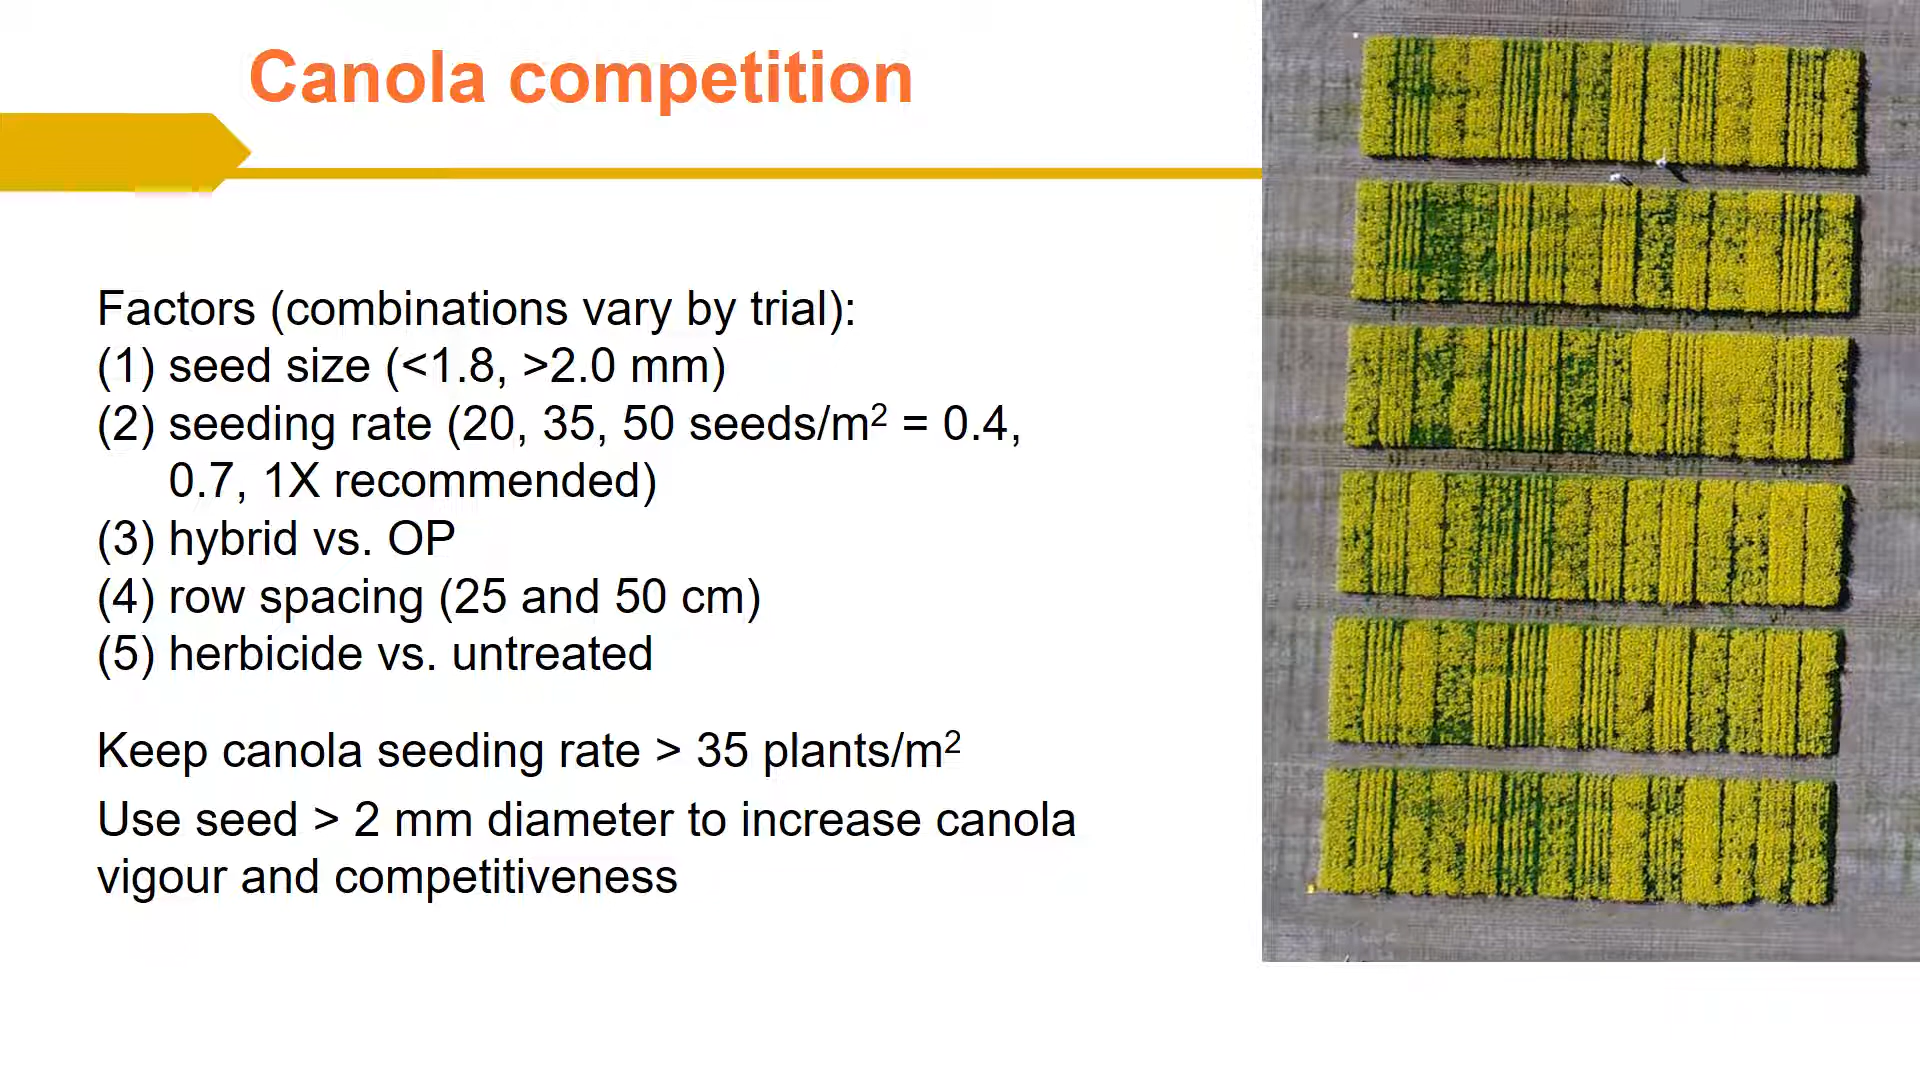 Canola competition
Factors (combinations vary by trial):
(1) seed size (<1.8, >2.0 mm)
(2) seeding rate (20, 35, 50 seeds/m² = 0.4,
0.7, 1X recommended)
(3) hybrid vs. OP
(4) row spacing (25 and 50 cm)
(5) herbicide vs. untreated
Keep canola seeding rate > 35 plants/m²
Use seed > 2 mm diameter to increase canola
vigour and competitiveness